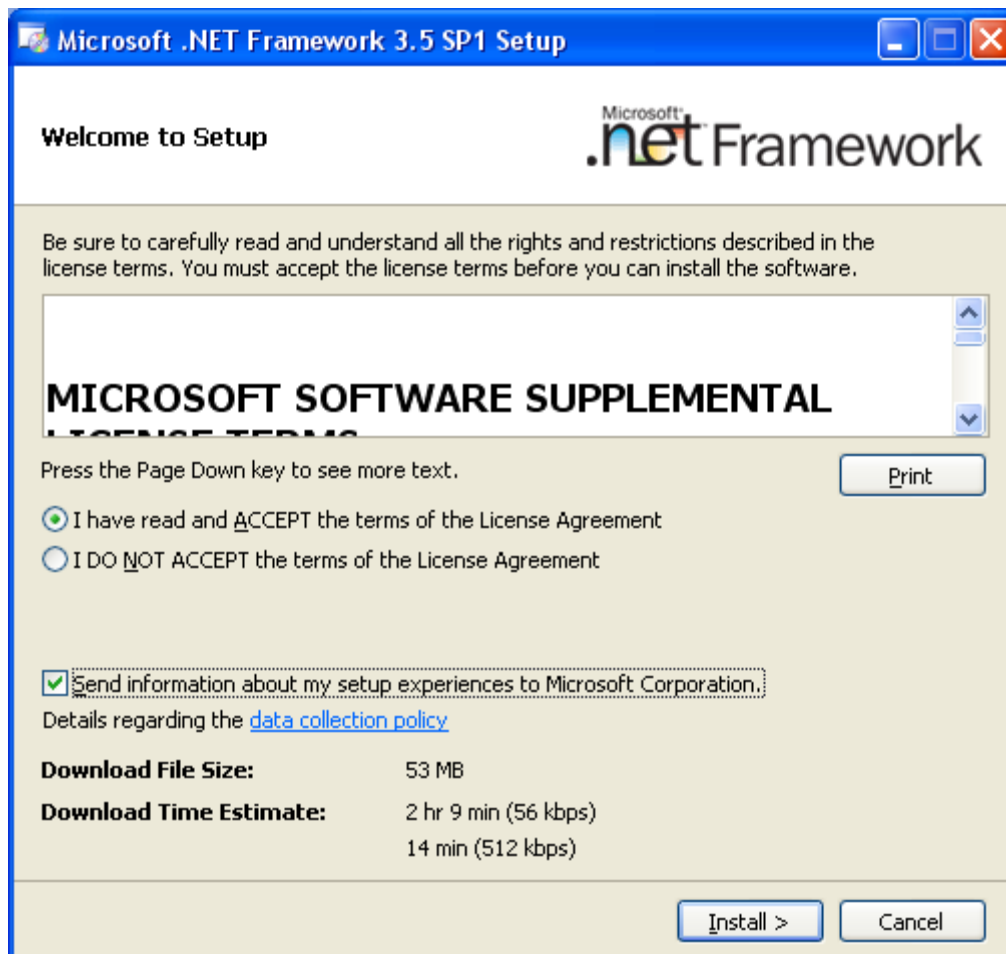 Microsoft .NET Framework 3.5 SP1 Setup
Welcome to Setup
Microsoft
.net Framework
Be sure to carefully read and understand all the rights and restrictions described in the
license terms. You must accept the license terms before you can install the software.
MICROSOFT SOFTWARE SUPPLEMENTAL
LICENSE TERMS
Press the Page Down key to see more text.
Print
I have read and ACCEPT the terms of the License Agreement
I DO NOT ACCEPT the terms of the License Agreement
Send information about my setup experiences to Microsoft Corporation.
Details regarding the data collection policy
Download File Size: 53 MB
Download Time Estimate: 2 hr 9 min (56 kbps)
14 min (512 kbps)
Install > Cancel